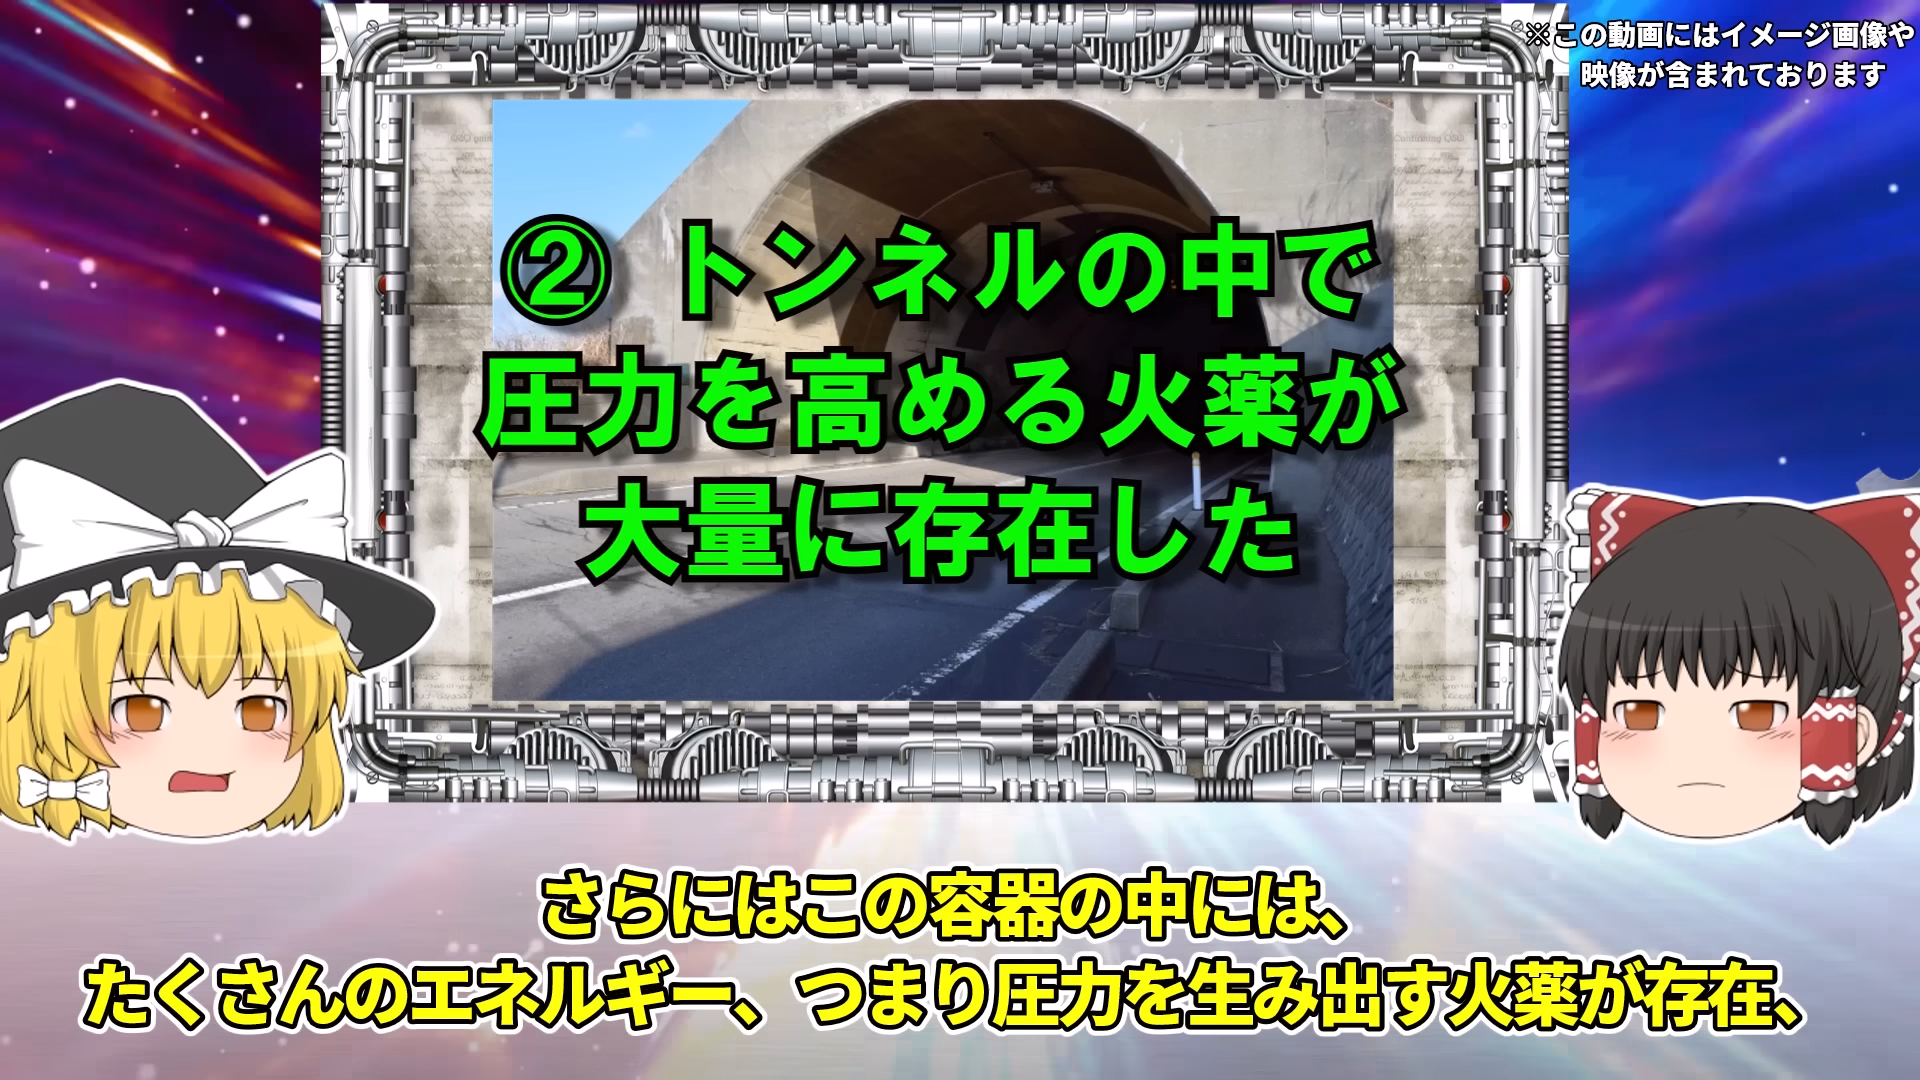 ※この動画にはイメージ画像や
映像が含まれております
② トンネルの中で
圧力を高める火薬が
大量に存在した
さらにはこの容器の中には、
たくさんのエネルギー、つまり圧力を生み出す火薬が存在、